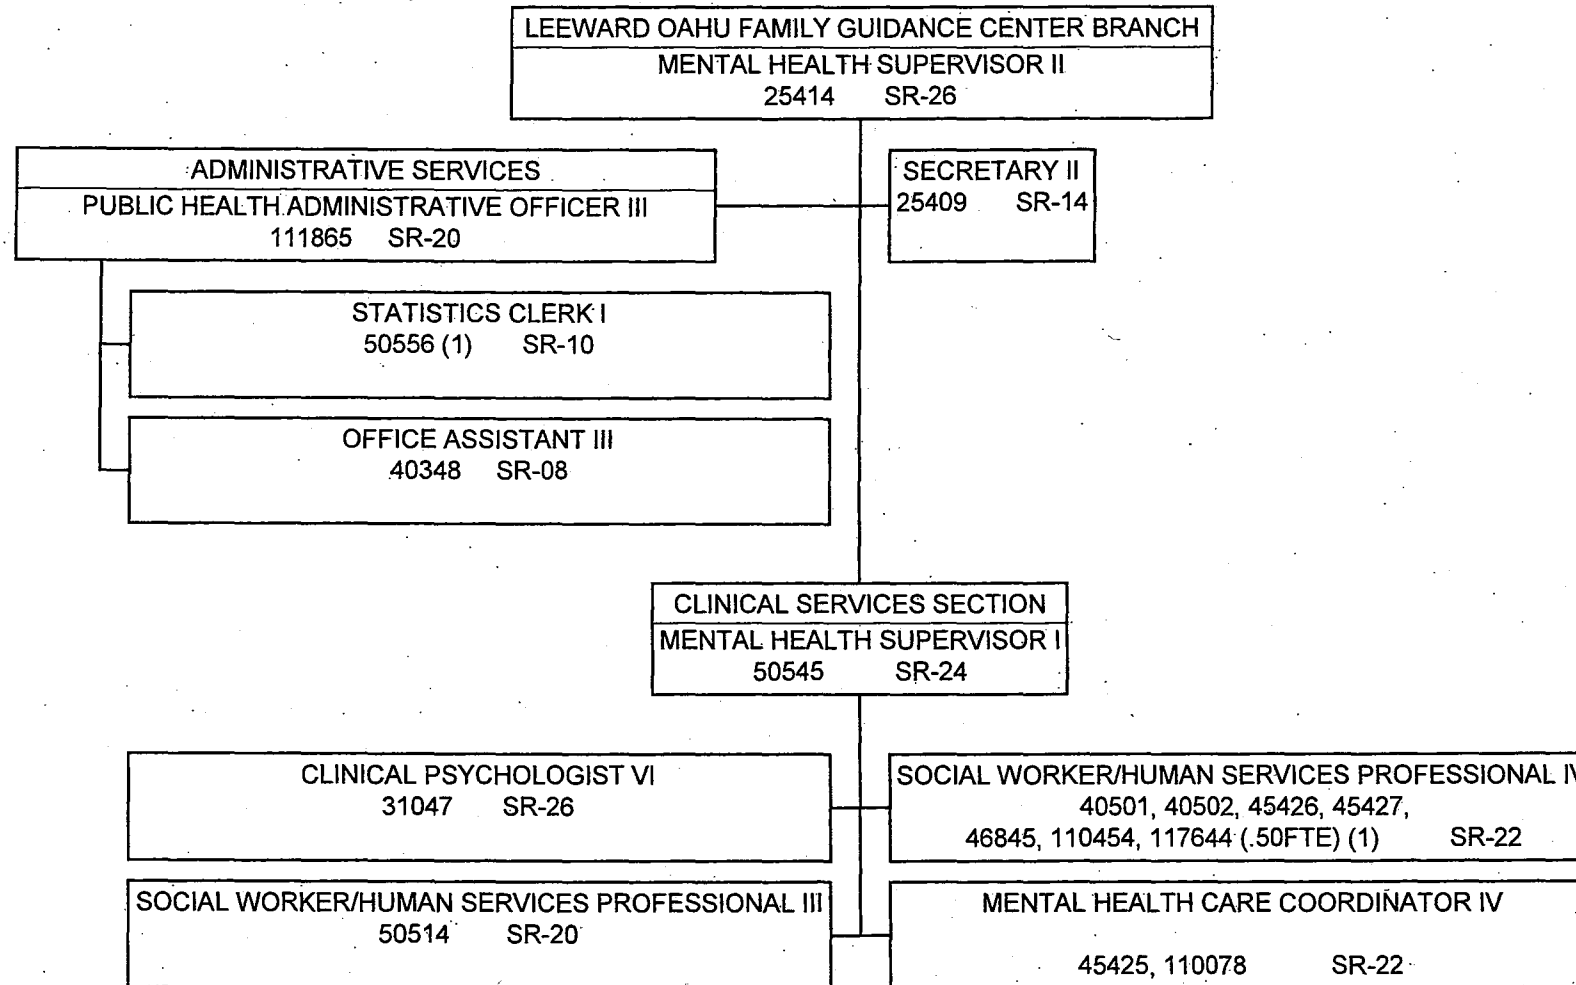 LEEWARD OAHU FAMILY GUIDANCE CENTER BRANCH
MENTAL HEALTH SUPERVISOR II
25414 SR-26
ADMINISTRATIVE SERVICES
PUBLIC HEALTH ADMINISTRATIVE OFFICER III
111865 SR-20
SECRETARY II
25409 SR-14
STATISTICS CLERK I
50556 (1) SR-10
OFFICE ASSISTANT III
40348 SR-08
CLINICAL SERVICES SECTION
MENTAL HEALTH SUPERVISOR I
50545 SR-24
CLINICAL PSYCHOLOGIST VI
31047 SR-26
SOCIAL WORKER/HUMAN SERVICES PROFESSIONAL IV
40501, 40502, 45426, 45427,
46845, 110454, 117644 (.50FTE) (1) SR-22
SOCIAL WORKER/HUMAN SERVICES PROFESSIONAL III
50514 SR-20
MENTAL HEALTH CARE COORDINATOR IV
45425, 110078 SR-22